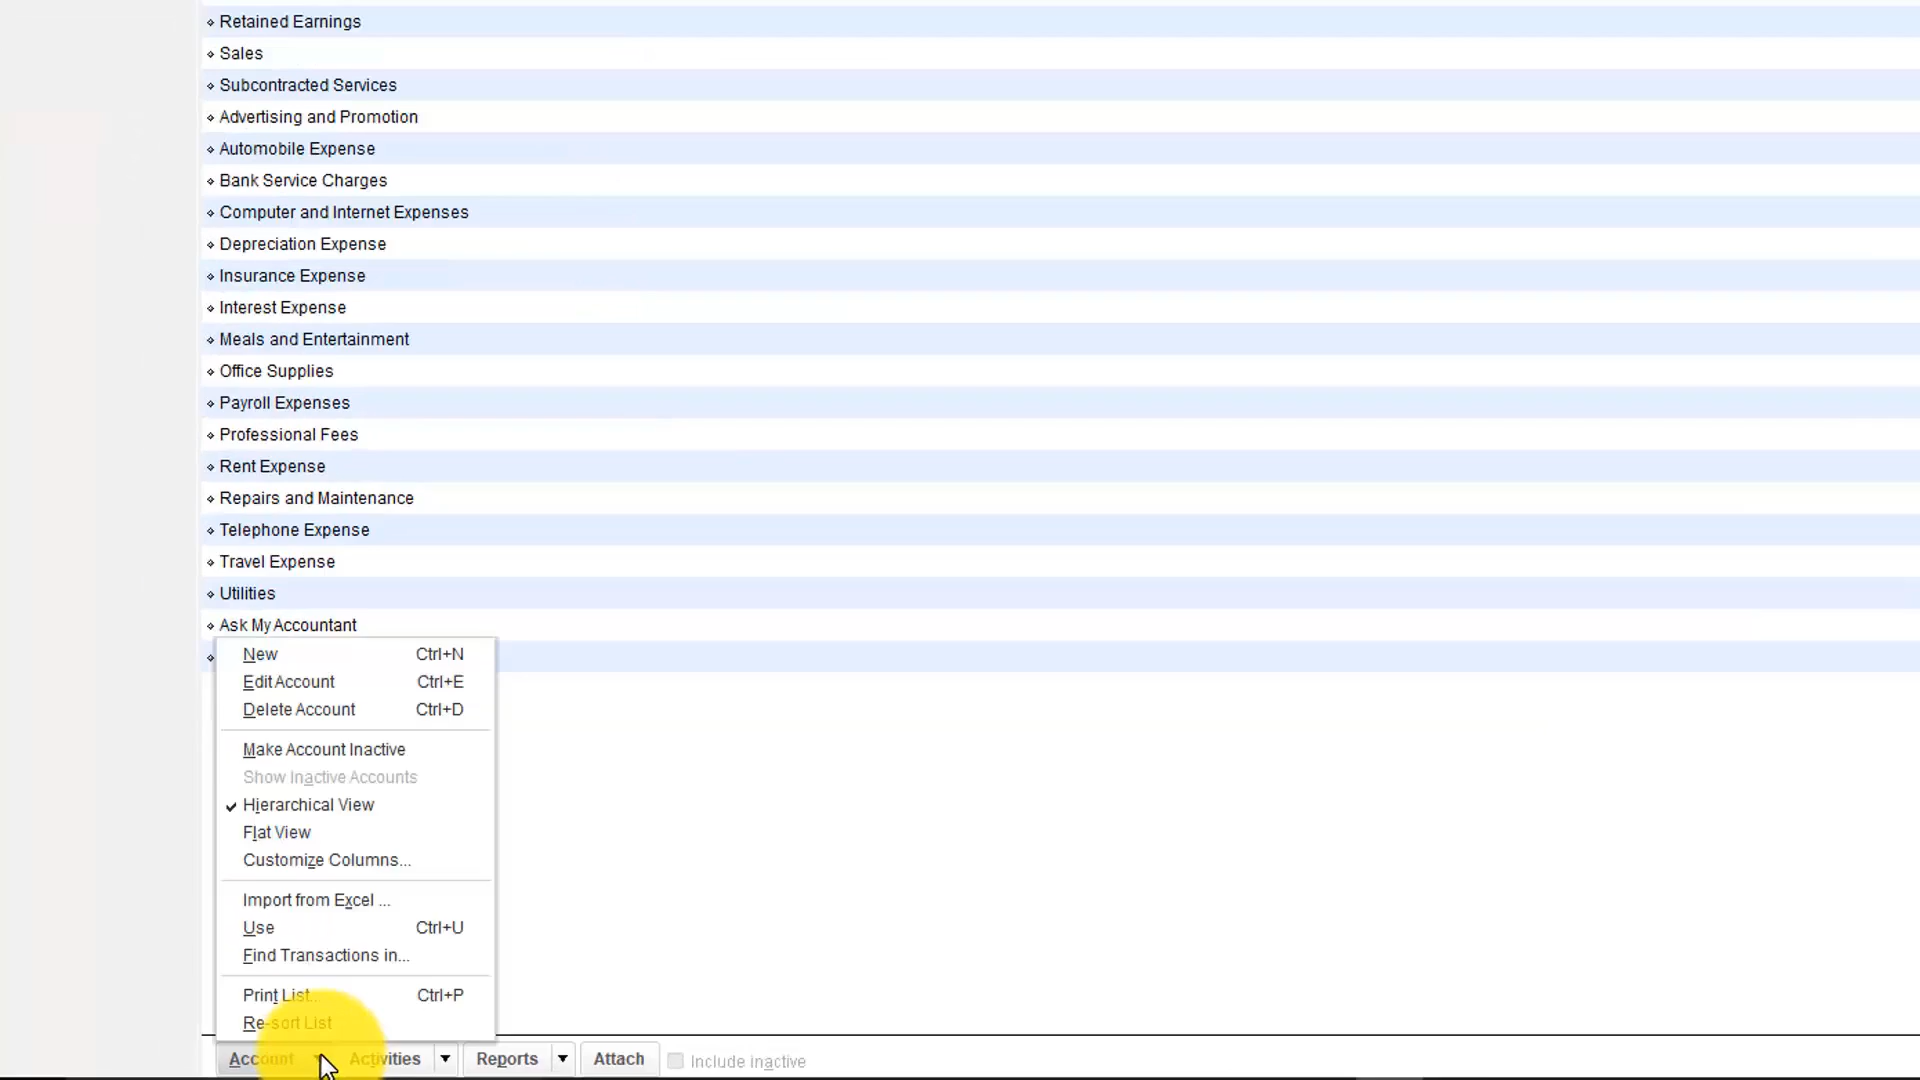 Retained Earnings
Sales
Subcontracted Services
Advertising and Promotion
Automobile Expense
Bank Service Charges
Computer and Internet Expenses
Depreciation Expense
Insurance Expense
Interest Expense
Meals and Entertainment
Office Supplies
Payroll Expenses
Professional Fees
Rent Expense
Repairs and Maintenance
Telephone Expense
Travel Expense
Utilities
Ask My Accountant
New Ctrl+N
Edit Account Ctrl+E
Delete Account Ctrl+D
Make Account Inactive
Show Inactive Accounts
Hierarchical View
Flat View
Customize Columns...
Import from Excel ...
Use Ctrl+U
Find Transactions in...
Print List... Ctrl+P
Re-sort List
Account Activities Reports Attach Include inactive